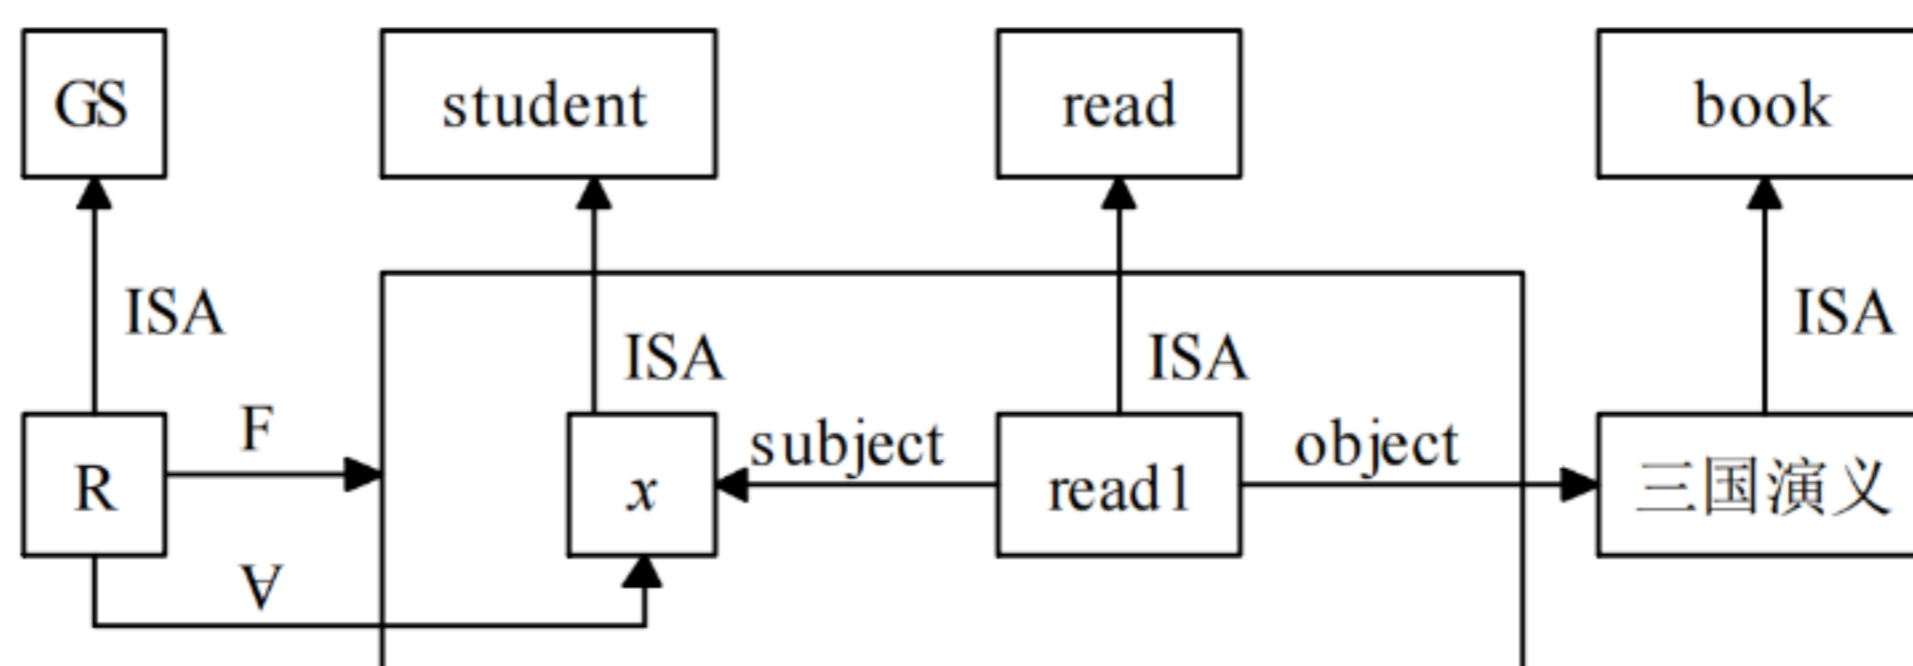 GS
student
read
book
ISA
ISA
ISA
ISA
F
subject
object
R
x
read1
三国演义
∀